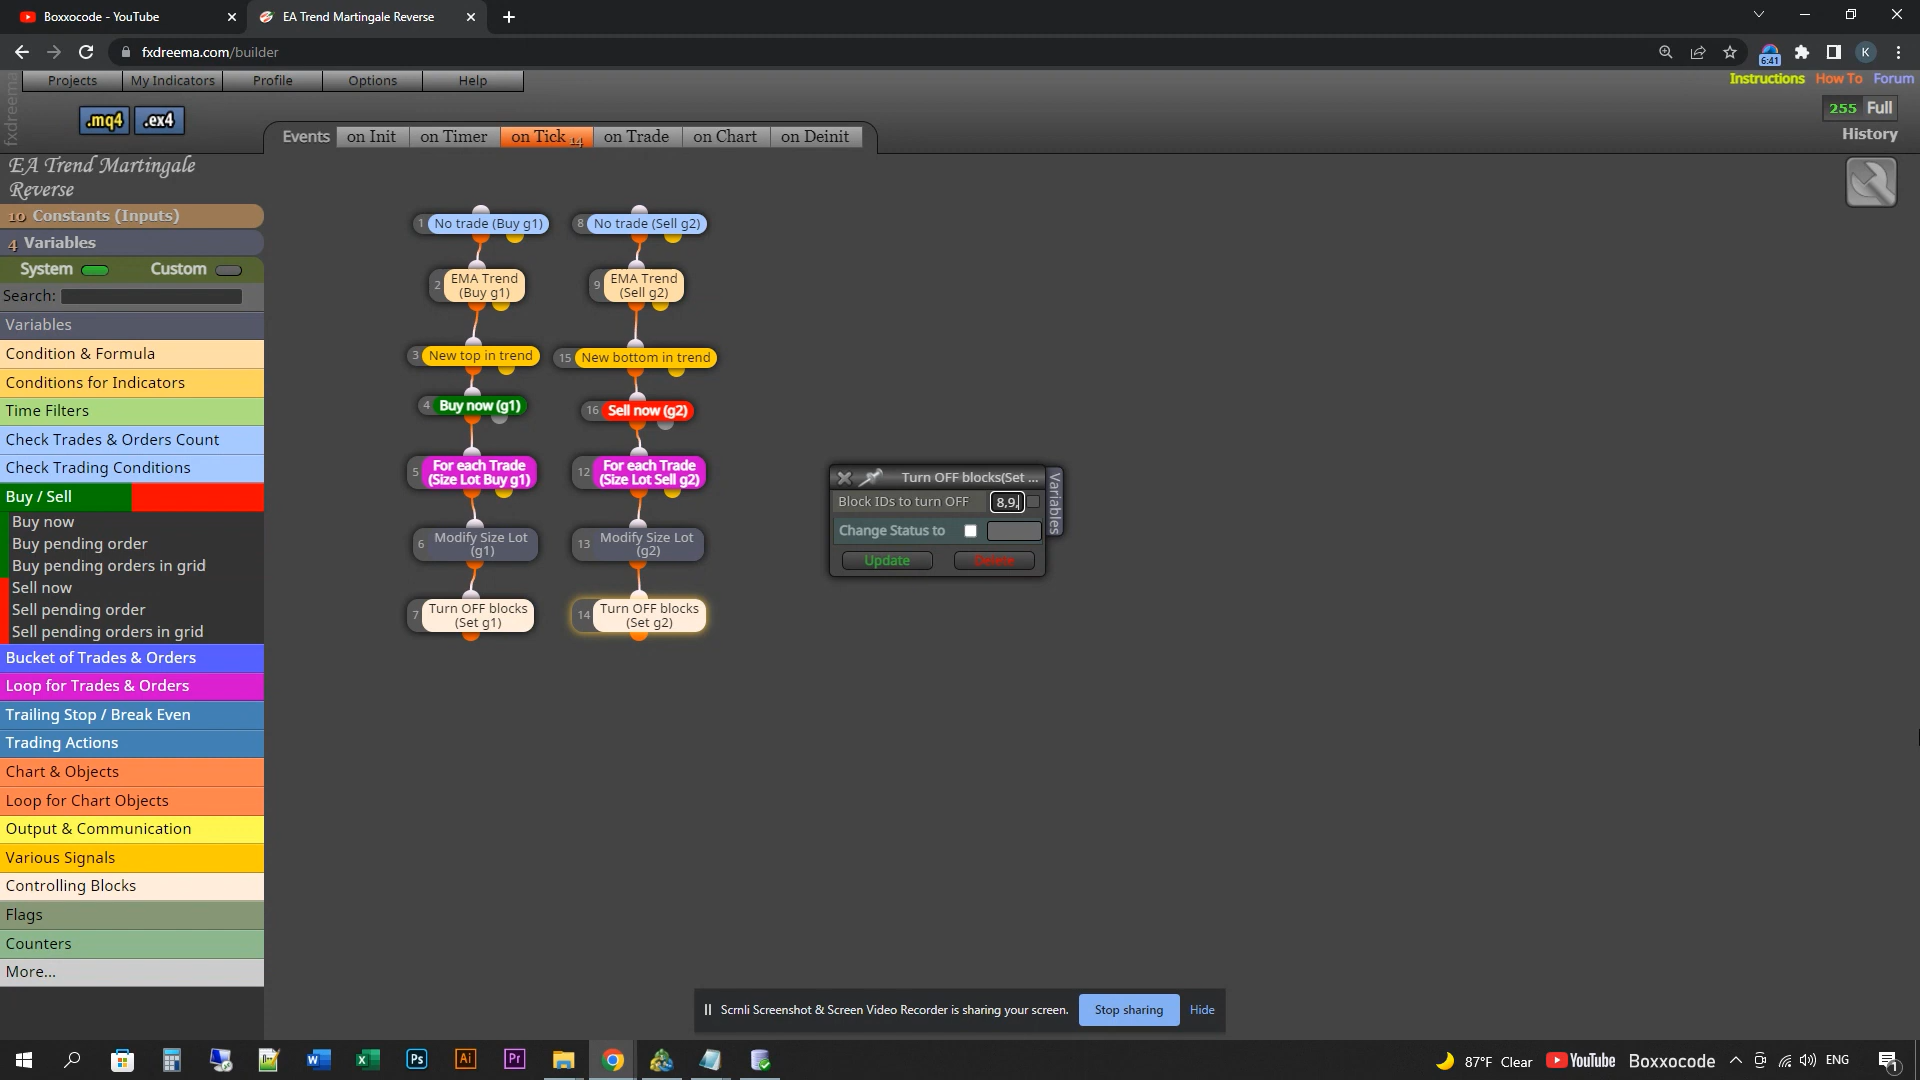 Boxxocode - YouTube
EA Trend Martingale Reverse
fxdreema.com/builder
6:41
K
Projects
My Indicators
Profile
Options
Help
Instructions
How To
Forum
fxdreema
.mq4
.ex4
255 Full
History
Events
on Init
on Timer
on Tick 14
on Trade
on Chart
on Deinit
EA Trend Martingale
Reverse
10 Constants (Inputs)
4 Variables
System
Custom
Search:
Variables
Condition & Formula
Conditions for Indicators
Time Filters
Check Trades & Orders Count
Check Trading Conditions
Buy / Sell
Buy now
Buy pending order
Buy pending orders in grid
Sell now
Sell pending order
Sell pending orders in grid
Bucket of Trades & Orders
Loop for Trades & Orders
Trailing Stop / Break Even
Trading Actions
Chart & Objects
Loop for Chart Objects
Output & Communication
Various Signals
Controlling Blocks
Flags
Counters
More...
1 No trade (Buy g1)
8 No trade (Sell g2)
2 EMA Trend
(Buy g1)
9 EMA Trend
(Sell g2)
3 New top in trend
15 New bottom in trend
4 Buy now (g1)
16 Sell now (g2)
5 For each Trade
(Size Lot Buy g1)
12 For each Trade
(Size Lot Sell g2)
6 Modify Size Lot
(g1)
13 Modify Size Lot
(g2)
7 Turn OFF blocks
(Set g1)
14 Turn OFF blocks
(Set g2)
Turn OFF blocks(Set ...
Block IDs to turn OFF
8,9,
Change Status to
Update
Delete
Variables
Scrnli Screenshot & Screen Video Recorder is sharing your screen.
Stop sharing
Hide
Ps
Ai
Pr
87°F Clear
YouTube
Boxxocode
ENG
1